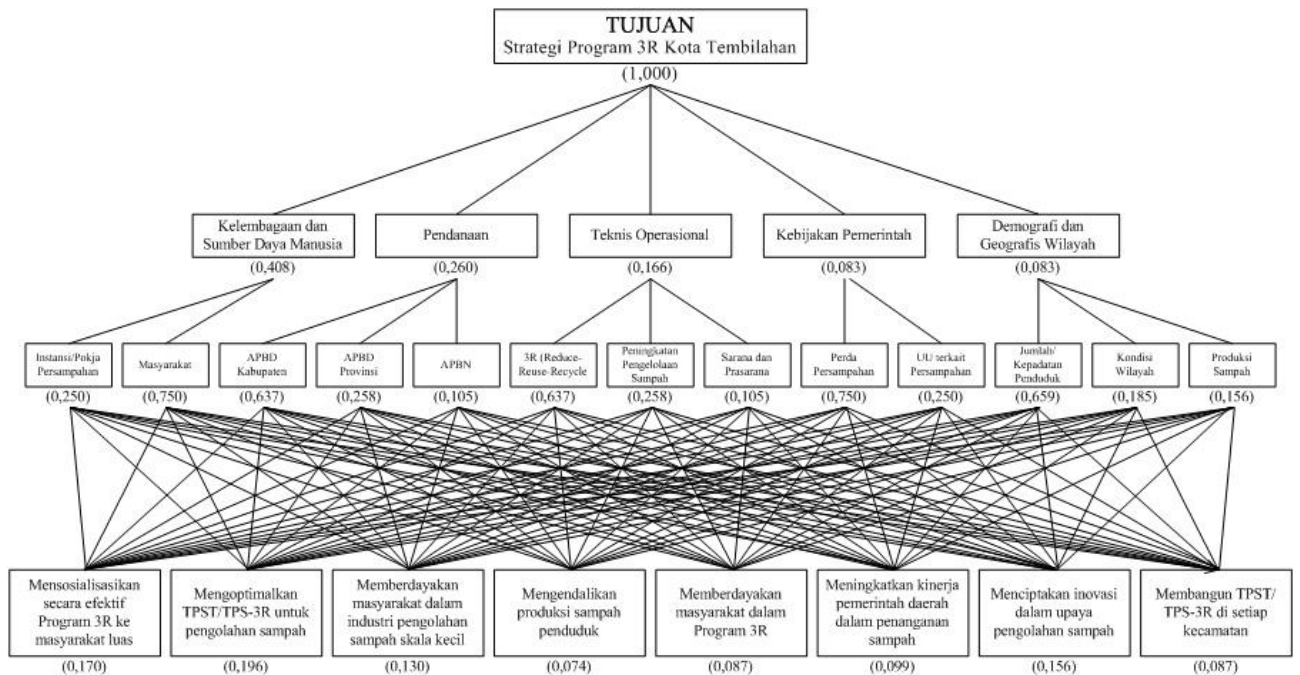 TUJUAN
Strategi Program 3R Kota Tembilahan
(1,000)
Kelembagaan dan
Sumber Daya Manusia
(0,408)
Pendanaan
(0,260)
Teknis Operasional
(0,166)
Kebijakan Pemerintah
(0,083)
Demografi dan
Geografis Wilayah
(0,083)
Instansi/Pokja
Persampahan
(0,250)
Masyarakat
(0,750)
APBD
Kabupaten
(0,637)
APBD
Provinsi
(0,258)
APBN
(0,105)
3R (Reduce-
Reuse-Recycle
(0,637)
Peningkatan
Pengelolaan
Sampah
(0,258)
Sarana dan
Prasarana
(0,105)
Perda
Persampahan
(0,750)
UU terkait
Persampahan
(0,250)
Jumlah/
Kepadatan
Penduduk
(0,659)
Kondisi
Wilayah
(0,185)
Produksi
Sampah
(0,156)
Mensosialisasikan
secara efektif
Program 3R ke
masyarakat luas
(0,170)
Mengoptimalkan
TPST/TPS-3R untuk
pengolahan sampah
(0,196)
Memberdayakan
masyarakat dalam
industri pengolahan
sampah skala kecil
(0,130)
Mengendalikan
produksi sampah
penduduk
(0,074)
Memberdayakan
masyarakat dalam
Program 3R
(0,087)
Meningkatkan kinerja
pemerintah daerah
dalam penanganan
sampah
(0,099)
Menciptakan inovasi
dalam upaya
pengolahan sampah
(0,156)
Membangun TPST/
TPS-3R di setiap
kecamatan
(0,087)